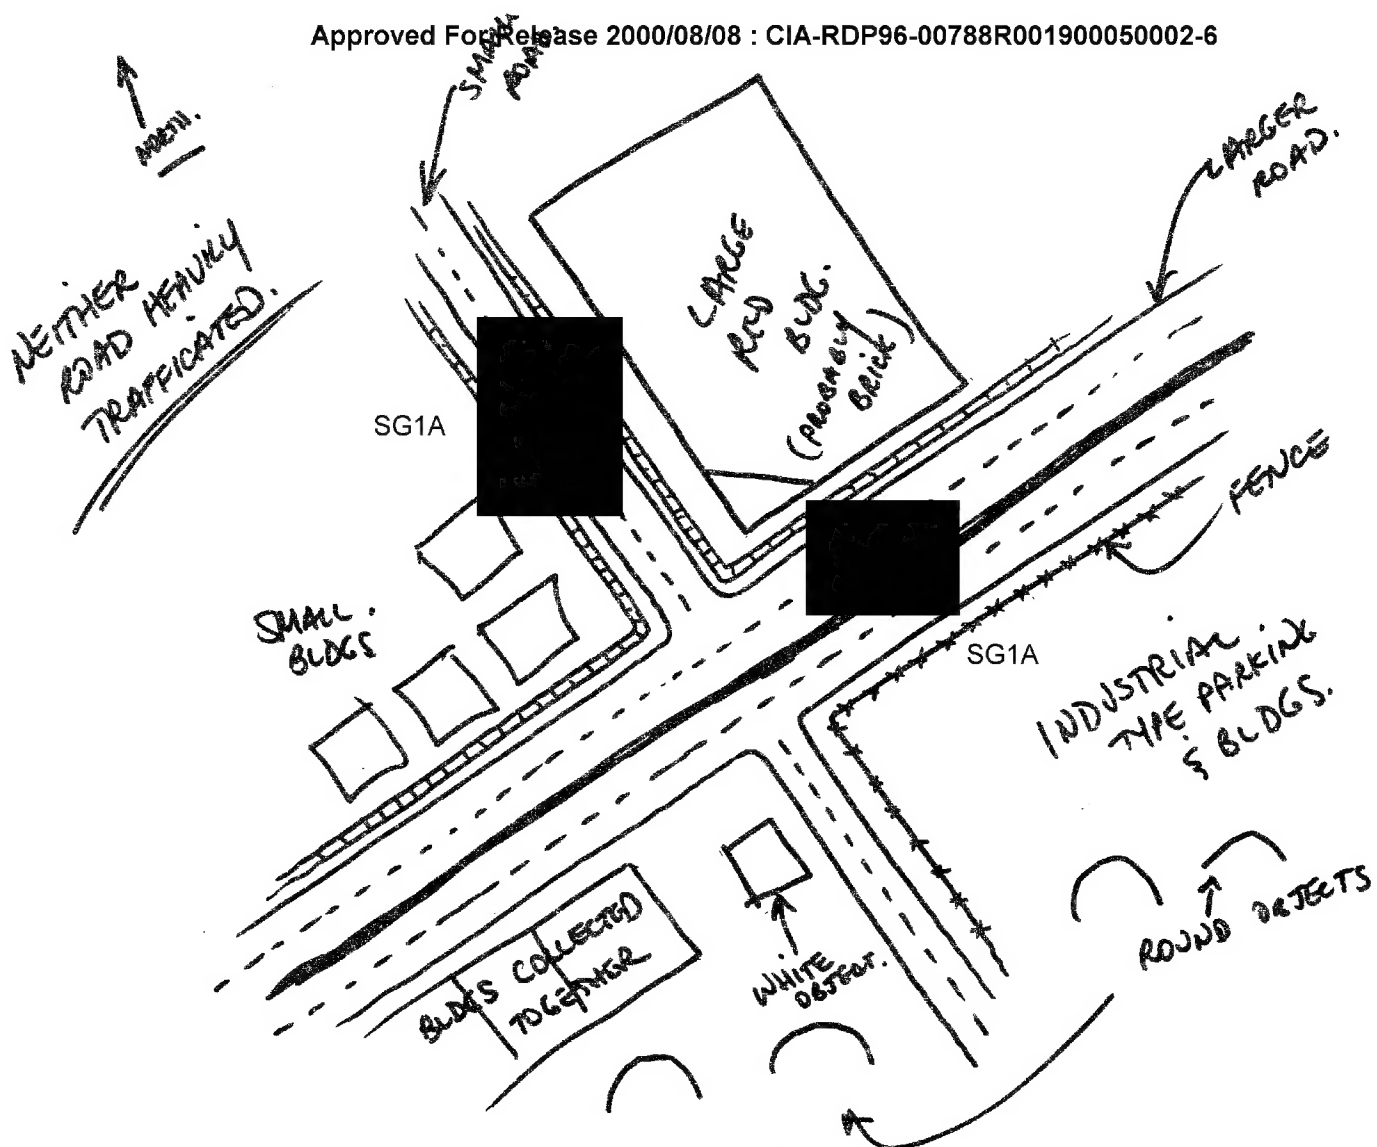 Approved For Release 2000/08/08 : CIA-RDP96-00788R001900050002-6
SMALL
ROAD.
NORTH.
LARGER
ROAD.
NEITHER
ROAD HEAVILY
TRAFFICATED.
LARGE
RED
BLDG.
(PROBABLY
BRICK)
SG1A
FENCE
SMALL.
BLDGS
SG1A
INDUSTRIAL.
TYPE PARKING
& BLDGS.
ROUND OBJECTS
WHITE
OBJECT.
BLDGS COLLECTED
TOGETHER